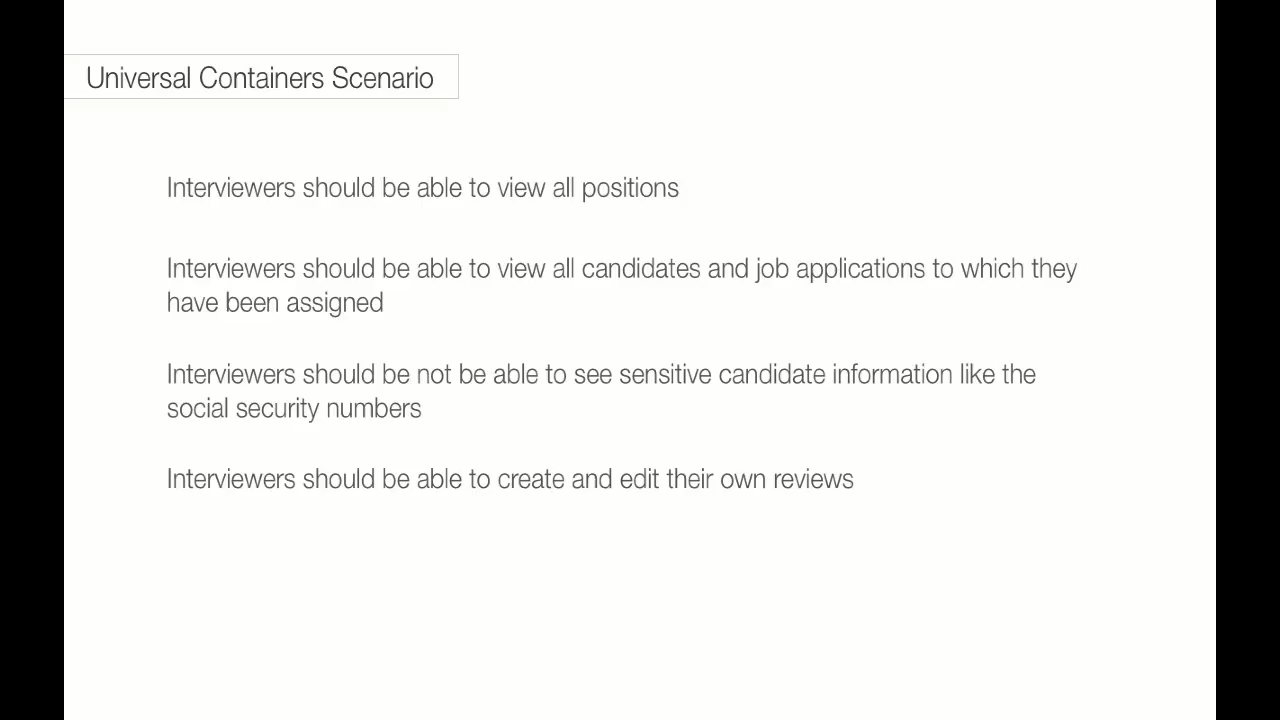 Universal Containers Scenario
Interviewers should be able to view all positions
Interviewers should be able to view all candidates and job applications to which they
have been assigned
Interviewers should be not be able to see sensitive candidate information like the
social security numbers
Interviewers should be able to create and edit their own reviews